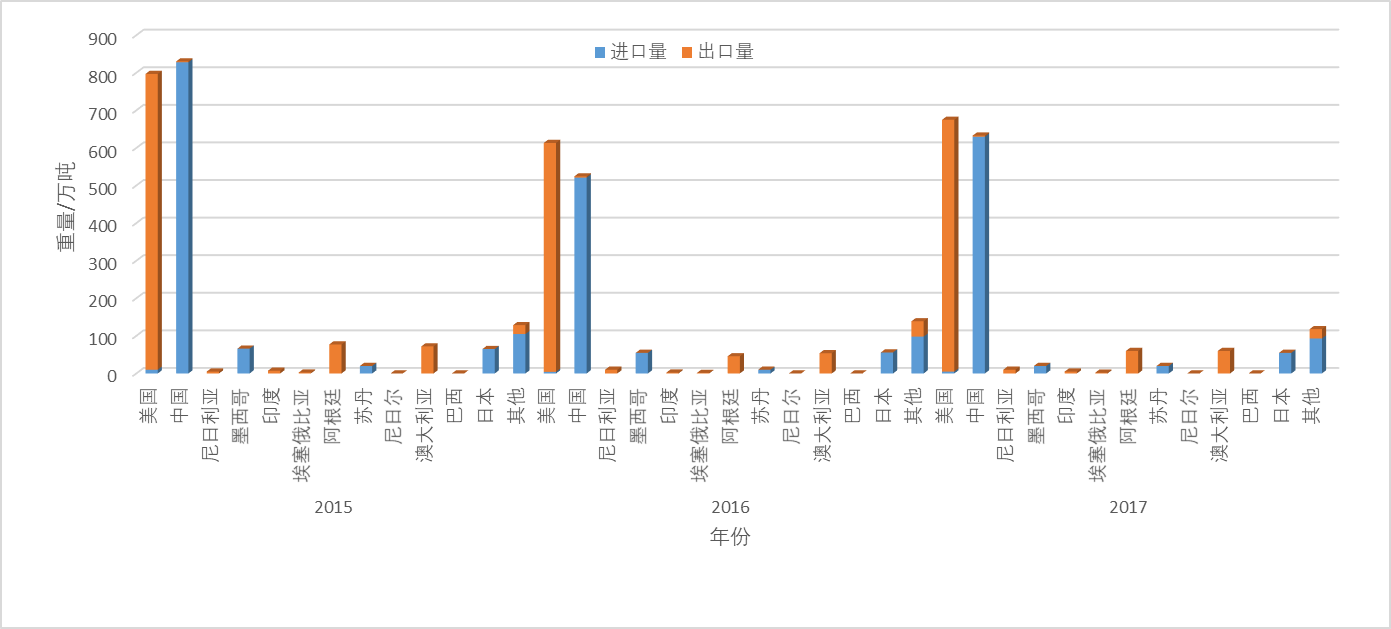 进口量 出口量
900
800
700
600
500
400
300
200
100
0
重量/万吨
美国 中国 尼日利亚 墨西哥 印度 埃塞俄比亚 阿根廷 苏丹 尼日尔 澳大利亚 巴西 日本 其他 美国 中国 尼日利亚 墨西哥 印度 埃塞俄比亚 阿根廷 苏丹 尼日尔 澳大利亚 巴西 日本 其他 美国 中国 尼日利亚 墨西哥 印度 埃塞俄比亚 阿根廷 苏丹 尼日尔 澳大利亚 巴西 日本 其他
2015 2016 2017
年份